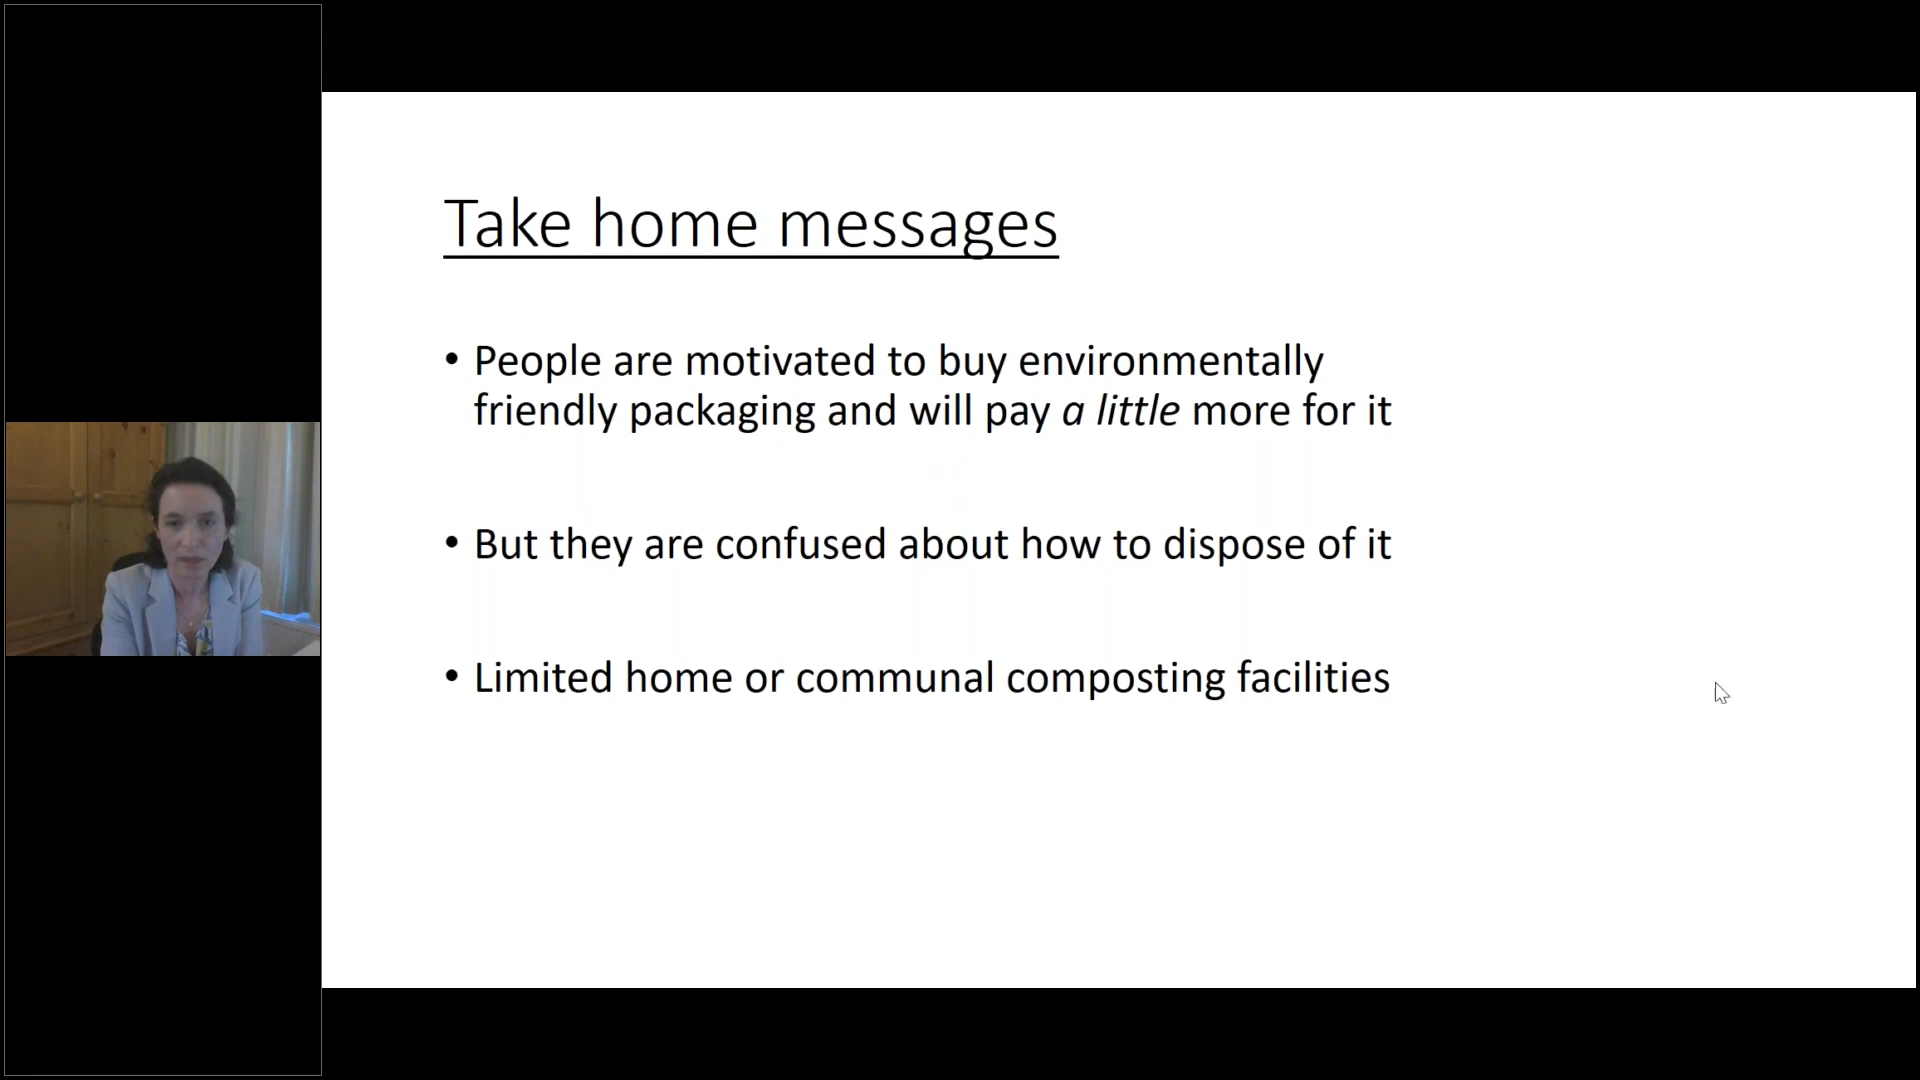 Take home messages
• People are motivated to buy environmentally
friendly packaging and will pay a little more for it
• But they are confused about how to dispose of it
• Limited home or communal composting facilities